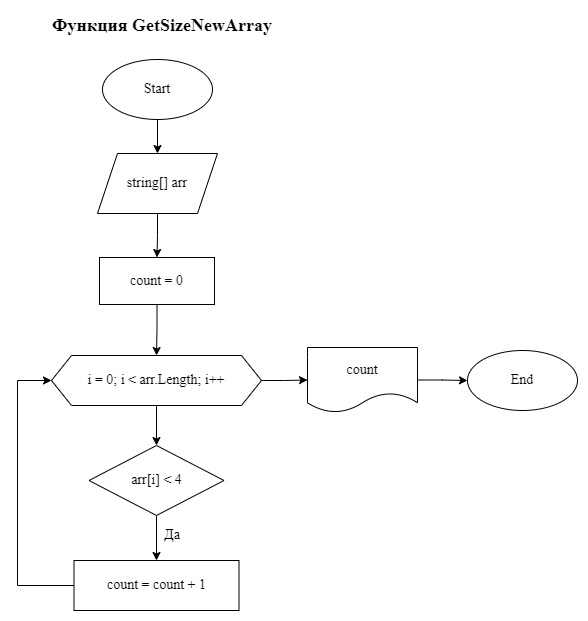 Функция GetSizeNewArray
Start
string[] arr
count = 0
i = 0; i < arr.Length; i++
count
End
arr[i] < 4
Да
count = count + 1